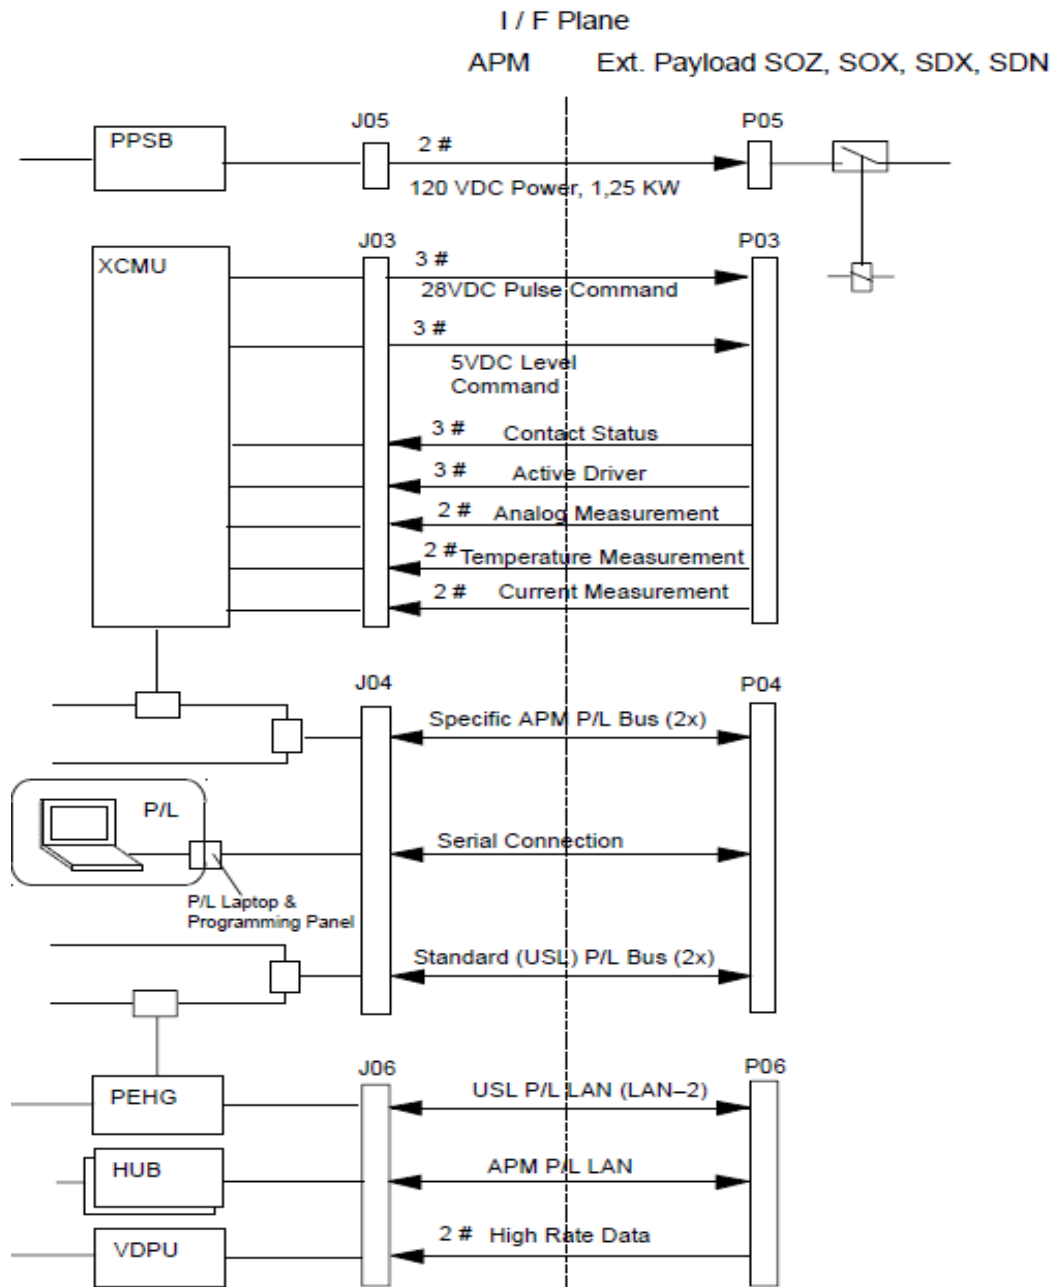 I / F Plane
APM Ext. Payload SOZ, SOX, SDX, SDN
PPSB
J05
2 #
P05
120 VDC Power, 1,25 KW
XCMU
J03
P03
3 #
28VDC Pulse Command
3 #
5VDC Level
Command
3 # Contact Status
3 # Active Driver
2 # Analog Measurement
2 # Temperature Measurement
2 # Current Measurement
J04
P04
Specific APM P/L Bus (2x)
P/L
Serial Connection
P/L Laptop &
Programming Panel
Standard (USL) P/L Bus (2x)
J06
P06
PEHG
USL P/L LAN (LAN–2)
HUB
APM P/L LAN
VDPU
2 # High Rate Data